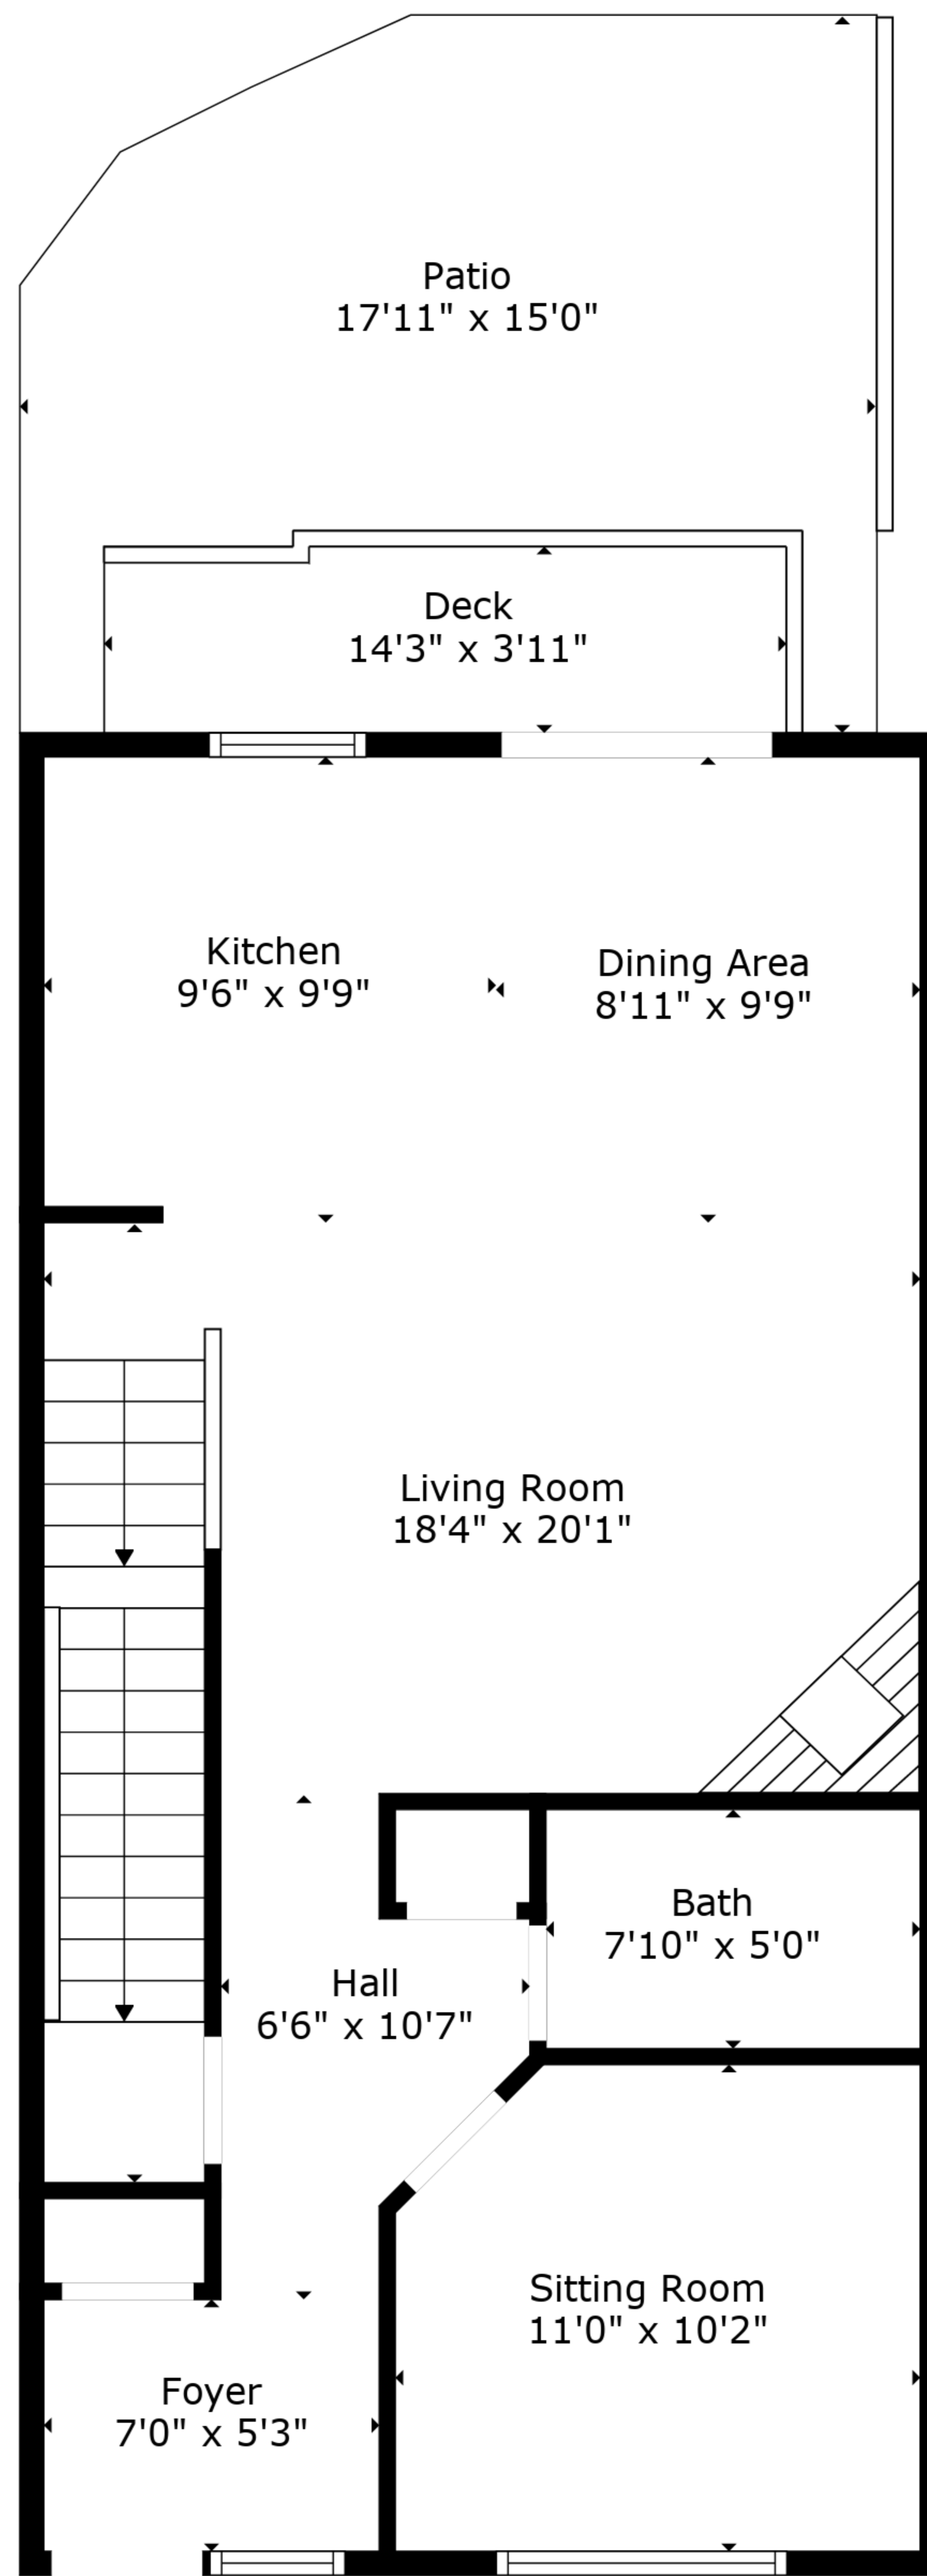 Patio
17'11" x 15'0"
Deck
14'3" x 3'11"
Kitchen
9'6" x 9'9"
Dining Area
8'11" x 9'9"
Living Room
18'4" x 20'1"
Bath
7'10" x 5'0"
Hall
6'6" x 10'7"
Sitting Room
11'0" x 10'2"
Foyer
7'0" x 5'3"